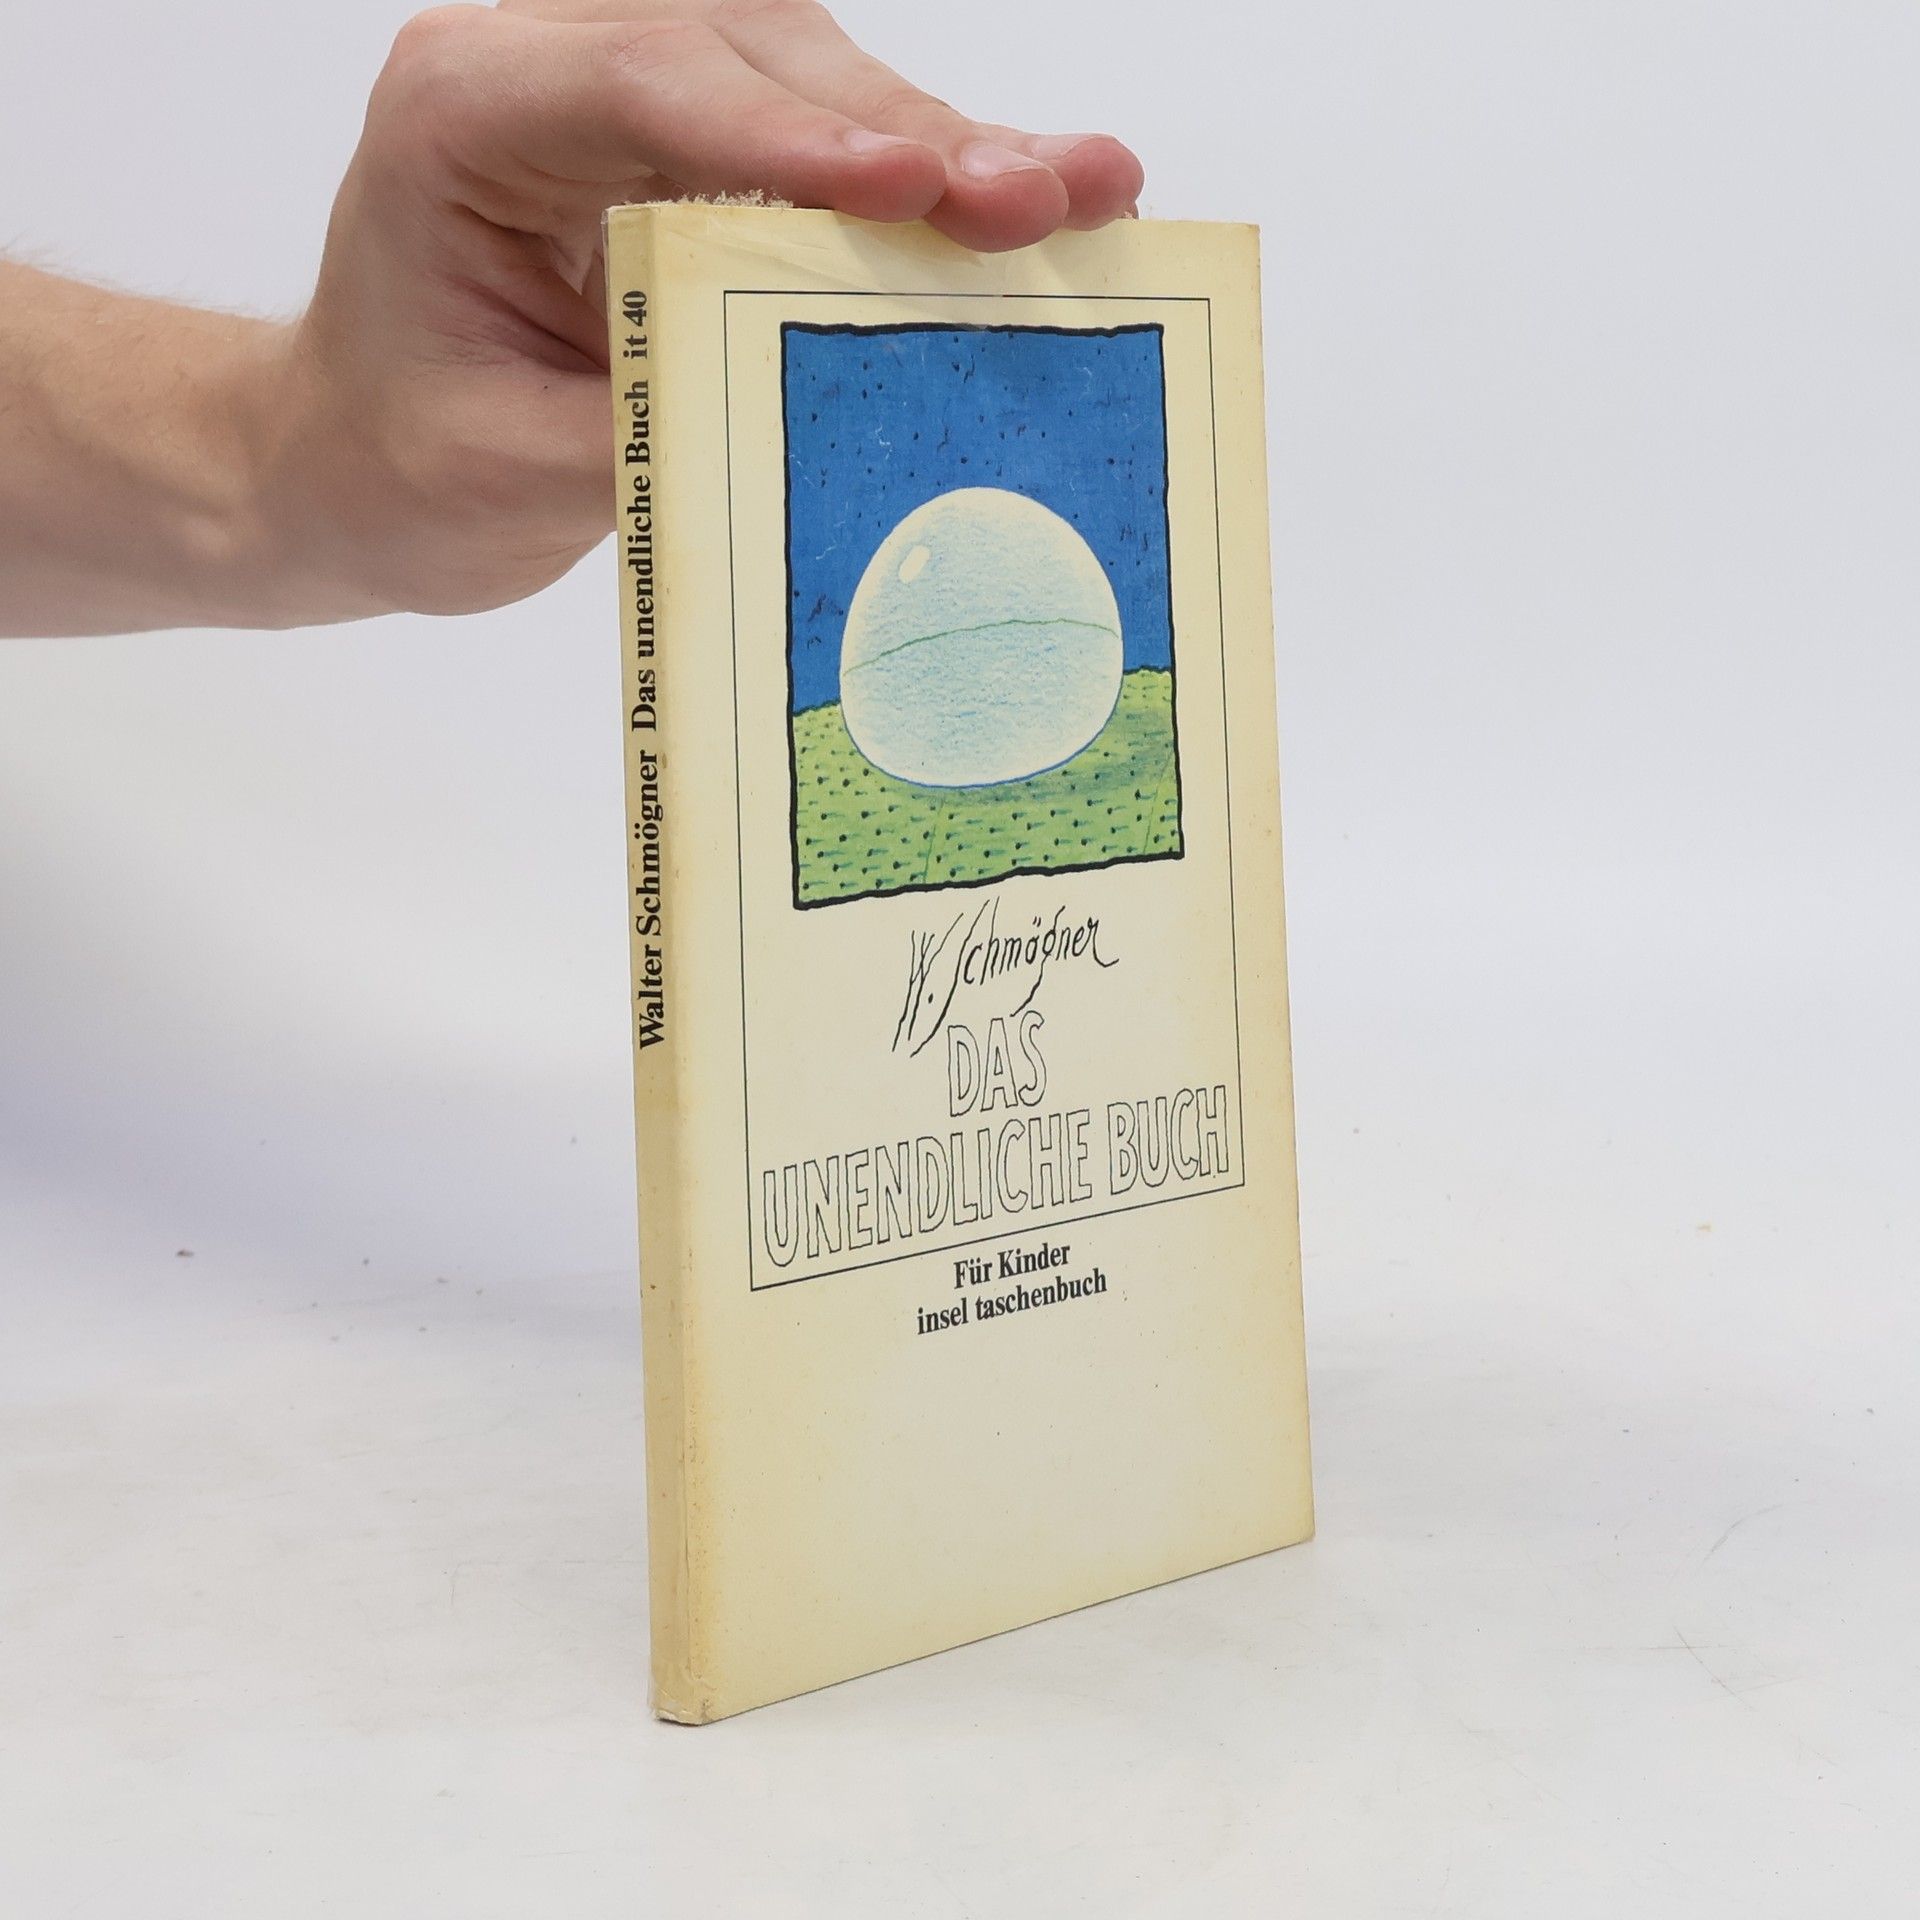 Walter Schmögner Das unendliche Buch it 40
W. Schmögner
DAS
UNENDLICHE BUCH
Für Kinder
insel taschenbuch